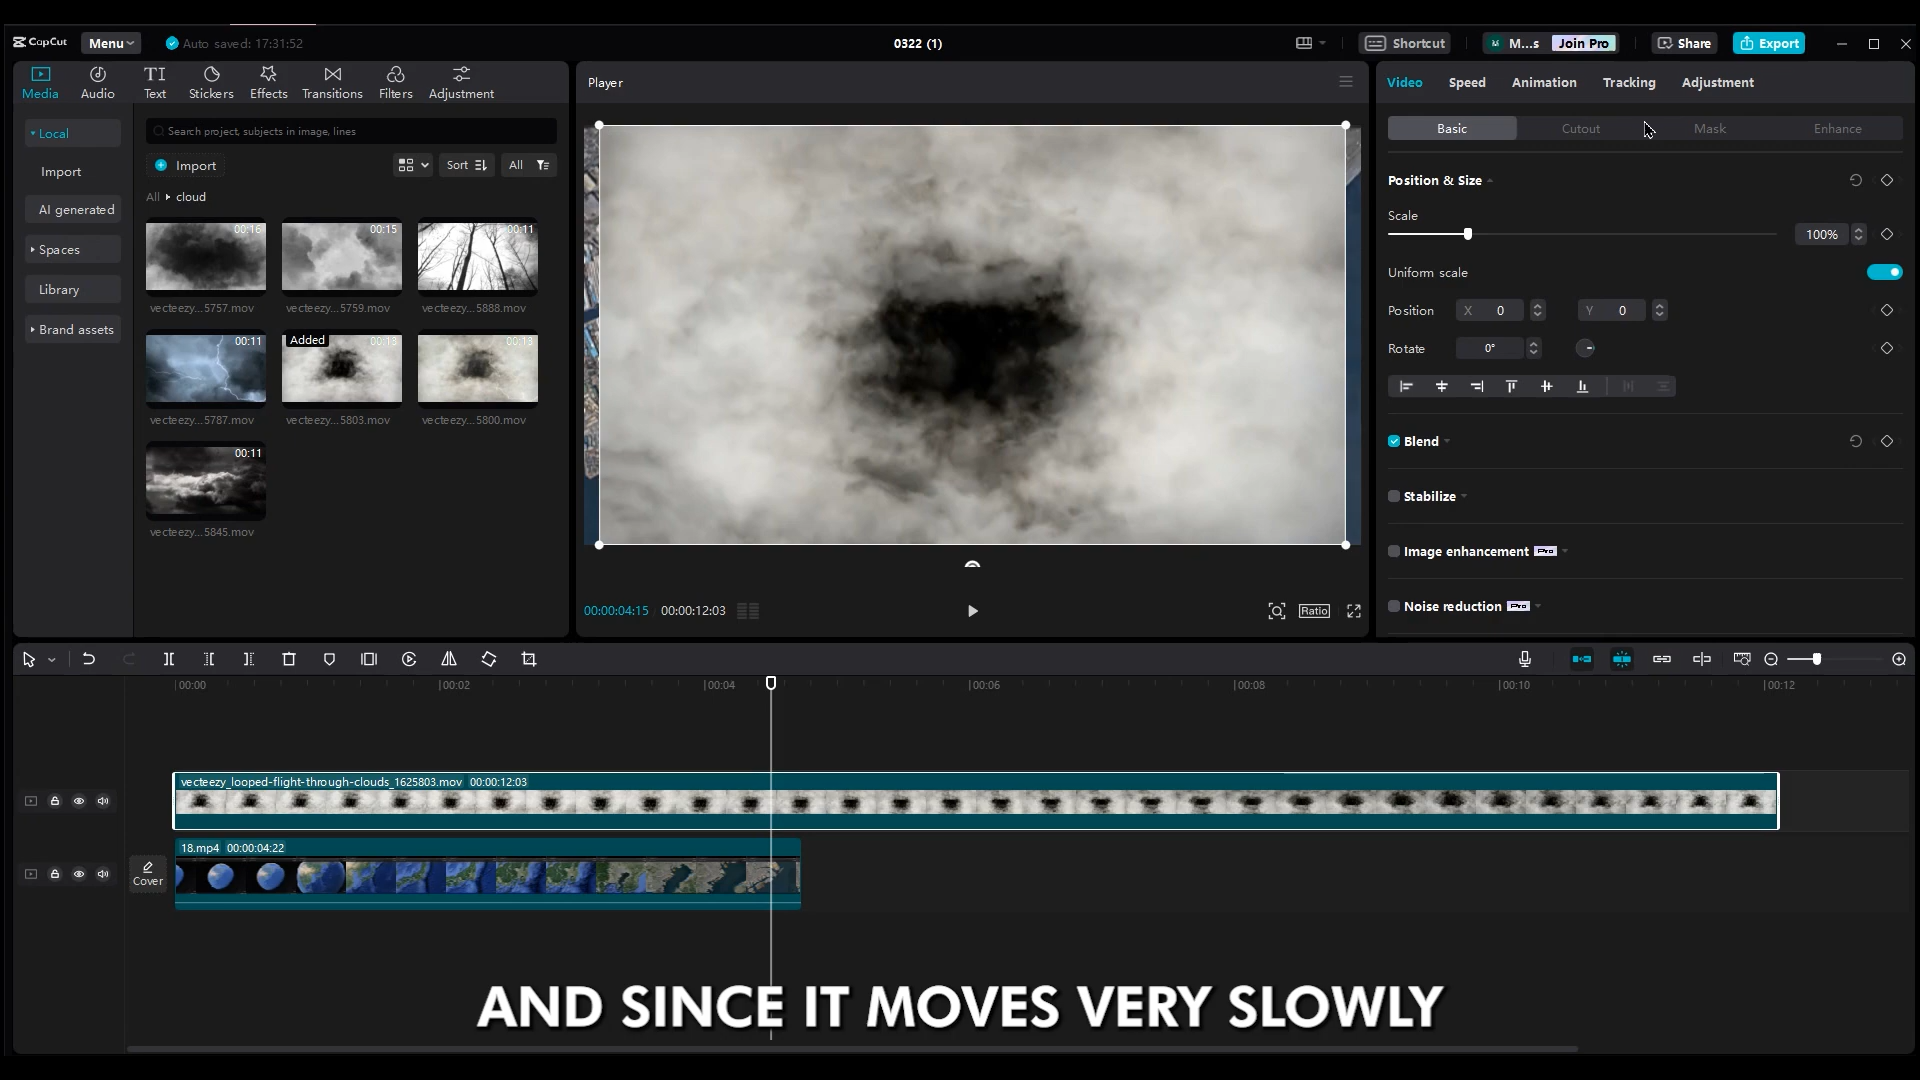 CapCut
Menu
Auto saved: 17:31:52
0322 (1)
Shortcut
M...s
Join Pro
Share
Export
Media
Audio
Text
Stickers
Effects
Transitions
Filters
Adjustment
Local
Import
AI generated
Spaces
Library
Brand assets
Search project, subjects in image, lines
Import
Sort
All
All
cloud
00:16
00:15
00:11
vecteezy...5757.mov
vecteezy...5759.mov
vecteezy...5888.mov
00:11
Added
00:13
00:13
vecteezy...5787.mov
vecteezy...5803.mov
vecteezy...5800.mov
00:11
vecteezy...5845.mov
Player
00:00:04:15
00:00:12:03
Ratio
Video
Speed
Animation
Tracking
Adjustment
Basic
Cutout
Mask
Enhance
Position & Size
Scale
100%
Uniform scale
Position
X 0
Y 0
Rotate
0°
Blend
Stabilize
Image enhancement Pro
Noise reduction Pro
00:00
00:02
00:04
00:06
00:08
00:10
00:12
vecteezy_looped-flight-through-clouds_1625803.mov 00:00:12:03
18.mp4 00:00:04:22
Cover
AND SINCE IT MOVES VERY SLOWLY